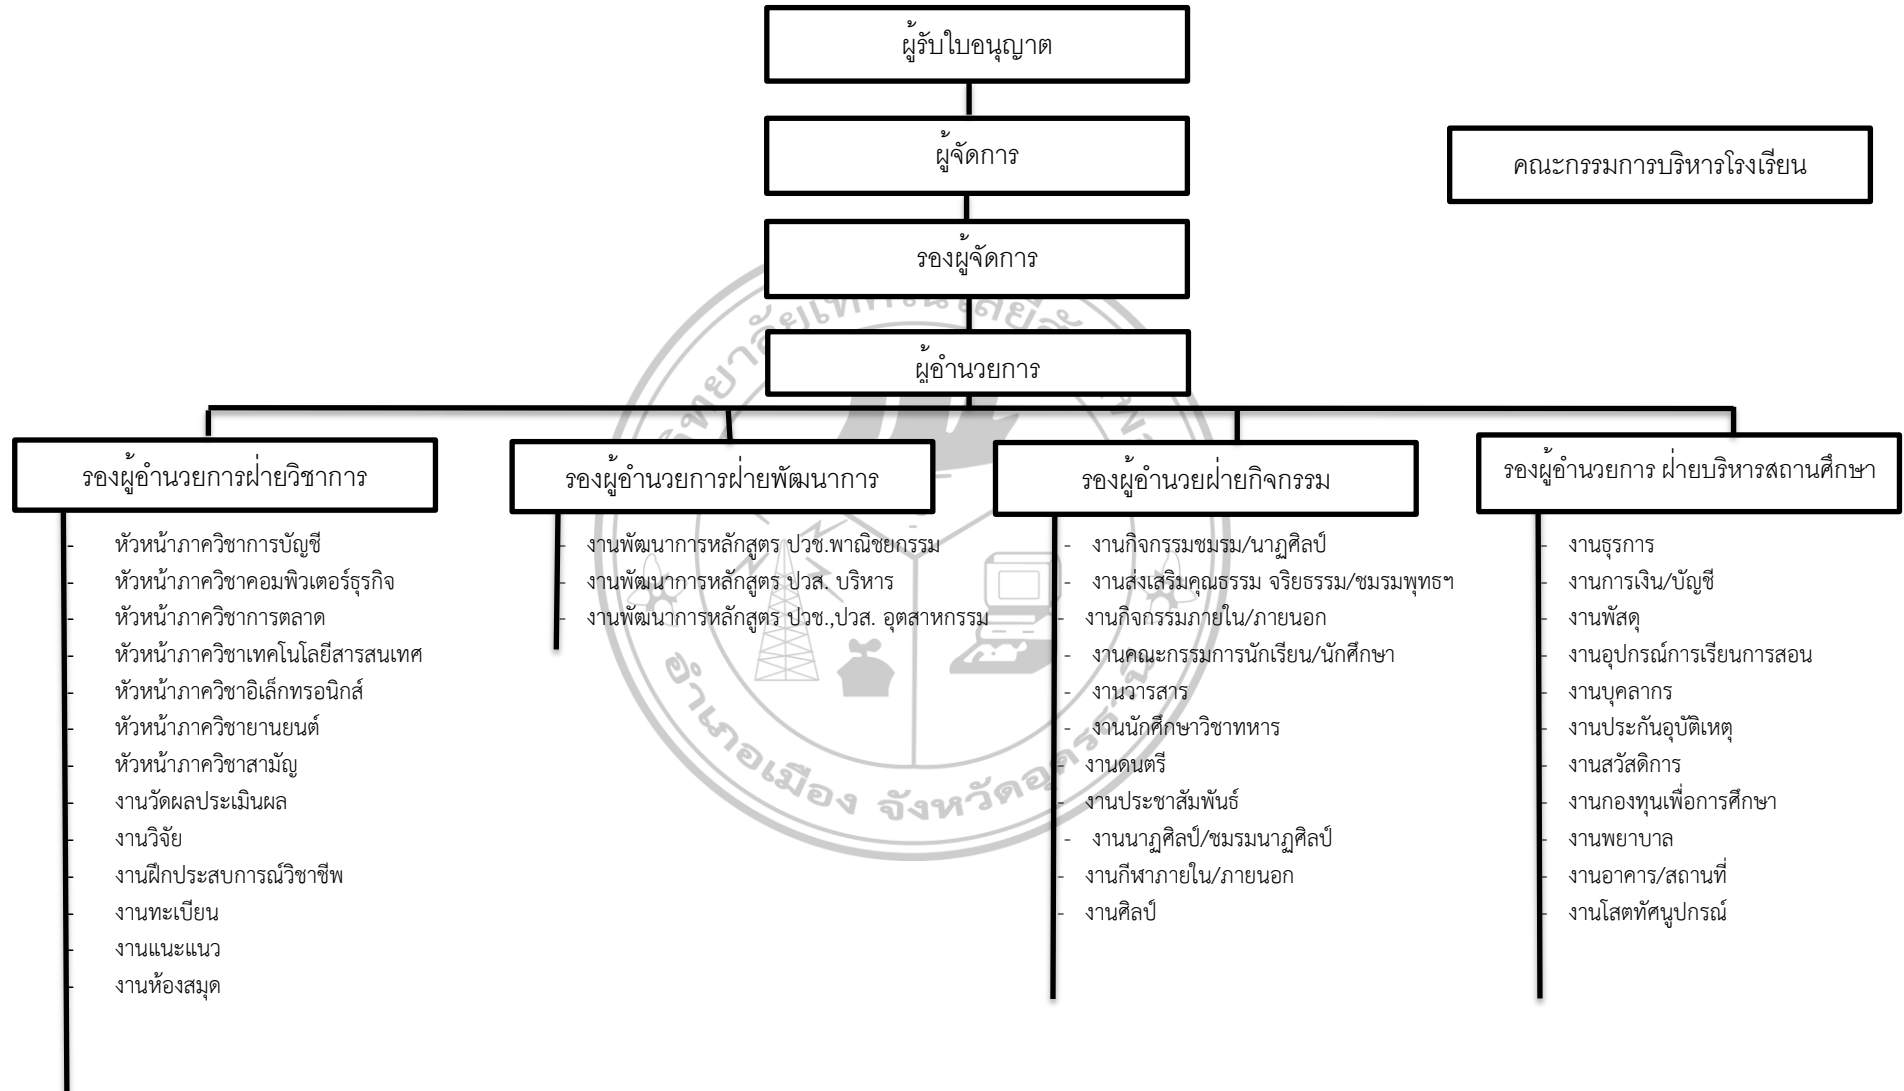 ผู้รับใบอนุญาต
ผู้จัดการ
คณะกรรมการบริหารโรงเรียน
รองผู้จัดการ
ผู้อำนวยการ
รองผู้อำนวยการฝ่ายวิชาการ
- หัวหน้าภาควิชาการบัญชี
- หัวหน้าภาควิชาคอมพิวเตอร์ธุรกิจ
- หัวหน้าภาควิชาการตลาด
- หัวหน้าภาควิชาเทคโนโลยีสารสนเทศ
- หัวหน้าภาควิชาอิเล็กทรอนิกส์
- หัวหน้าภาควิชายานยนต์
- หัวหน้าภาควิชาสามัญ
- งานวัดผลประเมินผล
- งานวิจัย
- งานฝึกประสบการณ์วิชาชีพ
- งานทะเบียน
- งานแนะแนว
- งานห้องสมุด
รองผู้อำนวยการฝ่ายพัฒนาการ
- งานพัฒนาการหลักสูตร ปวช.พาณิชยกรรม
- งานพัฒนาการหลักสูตร ปวส. บริหาร
- งานพัฒนาการหลักสูตร ปวช.,ปวส. อุตสาหกรรม
รองผู้อำนวยฝ่ายกิจกรรม
- งานกิจกรรมชมรม/นาฏศิลป์
- งานส่งเสริมคุณธรรม จริยธรรม/ชมรมพุทธฯ
- งานกิจกรรมภายใน/ภายนอก
- งานคณะกรรมการนักเรียน/นักศึกษา
- งานวารสาร
- งานนักศึกษาวิชาทหาร
- งานดนตรี
- งานประชาสัมพันธ์
- งานนาฏศิลป์/ชมรมนาฏศิลป์
- งานกีฬาภายใน/ภายนอก
- งานศิลป์
รองผู้อำนวยการ ฝ่ายบริหารสถานศึกษา
- งานธุรการ
- งานการเงิน/บัญชี
- งานพัสดุ
- งานอุปกรณ์การเรียนการสอน
- งานบุคลากร
- งานประกันอุบัติเหตุ
- งานสวัสดิการ
- งานกองทุนเพื่อการศึกษา
- งานพยาบาล
- งานอาคาร/สถานที่
- งานโสตทัศนูปกรณ์
อำเภอเมือง จังหวัดอุดรธานี